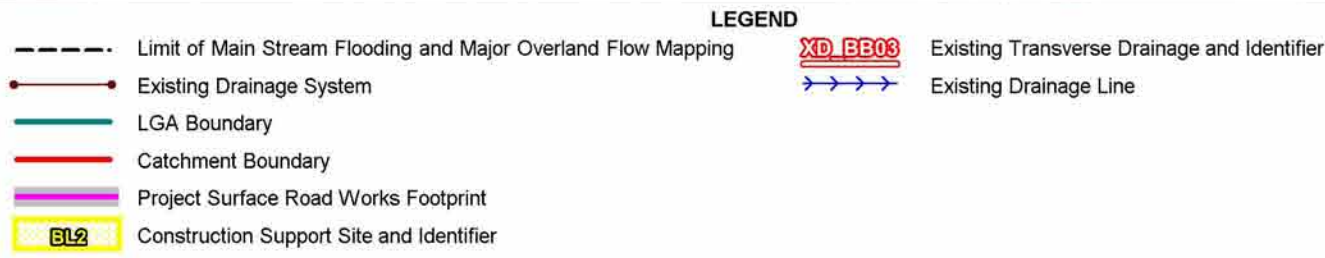 LEGEND
Limit of Main Stream Flooding and Major Overland Flow Mapping
Existing Drainage System
LGA Boundary
Catchment Boundary
Project Surface Road Works Footprint
BL2 Construction Support Site and Identifier
XD_BB03 Existing Transverse Drainage and Identifier
Existing Drainage Line